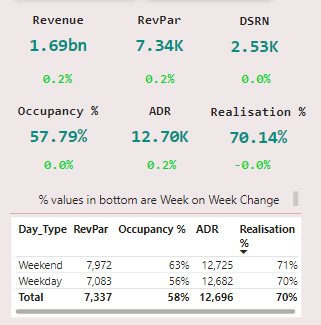 Revenue RevPar DSRN
1.69bn 7.34K 2.53K
0.2% 0.2% 0.0%
Occupancy % ADR Realisation %
57.79% 12.70K 70.14%
0.0% 0.2% -0.0%
% values in bottom are Week on Week Change
Day_Type RevPar Occupancy % ADR Realisation
%
Weekend 7,972 63% 12,725 71%
Weekday 7,083 56% 12,682 70%
Total 7,337 58% 12,696 70%